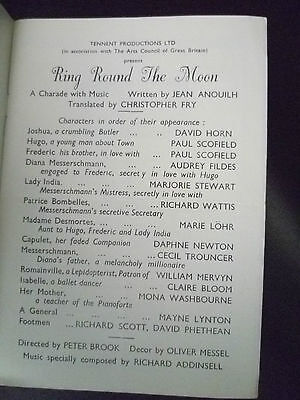 TENNENT PRODUCTIONS LTD
(in association with The Arts Council of Great Britain)
present
Ring Round The Moon
A Charade with Music Written by JEAN ANOUILH
Translated by CHRISTOPHER FRY
Characters in order of their appearance :
Joshua, a crumbling Butler ... DAVID HORN
Hugo, a young man about Town PAUL SCOFIELD
Frederic his brother, in love with ... PAUL SCOFIELD
Diana Messerschmann, ... AUDREY FILDES
engaged to Frederic, secretly in love with Hugo
Lady India, ... MARJORIE STEWART
Messerschmann's Mistress, secretly in love with
Patrice Bombelles, ... ... RICHARD WATTIS
Messerschmann's secretive Secretary
Madame Desmortes, ... ... MARIE LÖHR
Aunt to Hugo, Frederic and Lady India
Capulet, her faded Companion DAPHNE NEWTON
Messerschmann, ... ... CECIL TROUNCER
Diana's father, a melancholy millionaire
Romainville, a Lepidopterist, Patron of WILLIAM MERVYN
Isabelle, a ballet dancer ... CLAIRE BLOOM
Her Mother, ... ... MONA WASHBOURNE
a teacher of the Pianoforte
A General ... ... ... MAYNE LYNTON
Footmen ... RICHARD SCOTT, DAVID PHETHEAN
Directed by PETER BROOK Decor by OLIVER MESSEL
Music specially composed by RICHARD ADDINSELL